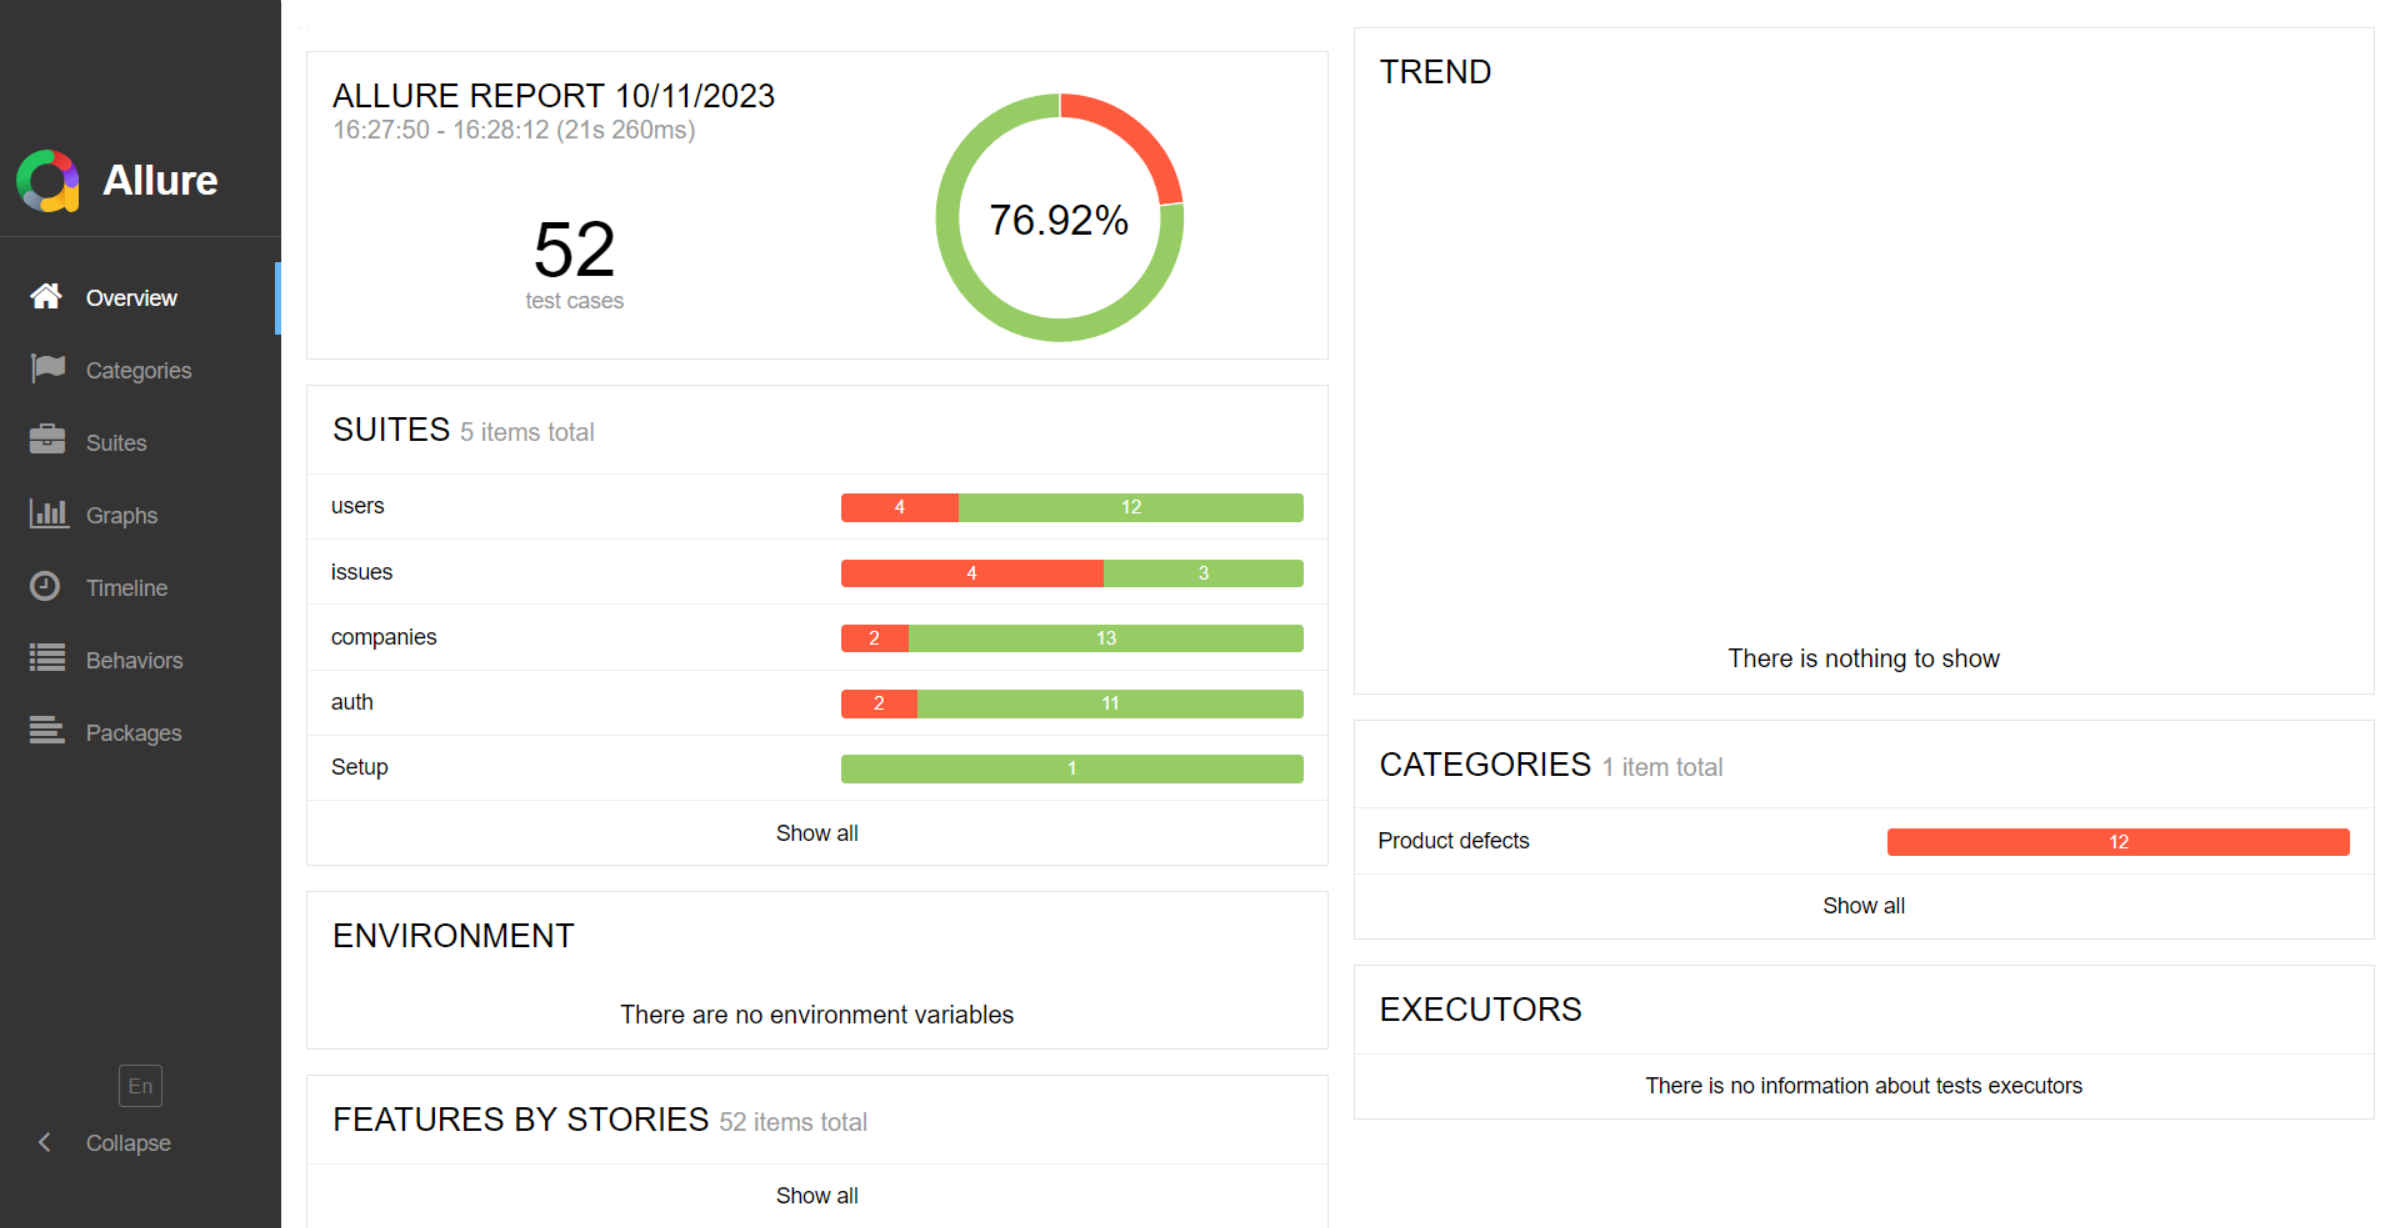 Allure
Overview
Categories
Suites
Graphs
Timeline
Behaviors
Packages
En
Collapse
ALLURE REPORT 10/11/2023
16:27:50 - 16:28:12 (21s 260ms)
52
test cases
76.92%
SUITES 5 items total
users 4 12
issues 4 3
companies 2 13
auth 2 11
Setup 1
Show all
ENVIRONMENT
There are no environment variables
FEATURES BY STORIES 52 items total
Show all
TREND
There is nothing to show
CATEGORIES 1 item total
Product defects 12
Show all
EXECUTORS
There is no information about tests executors